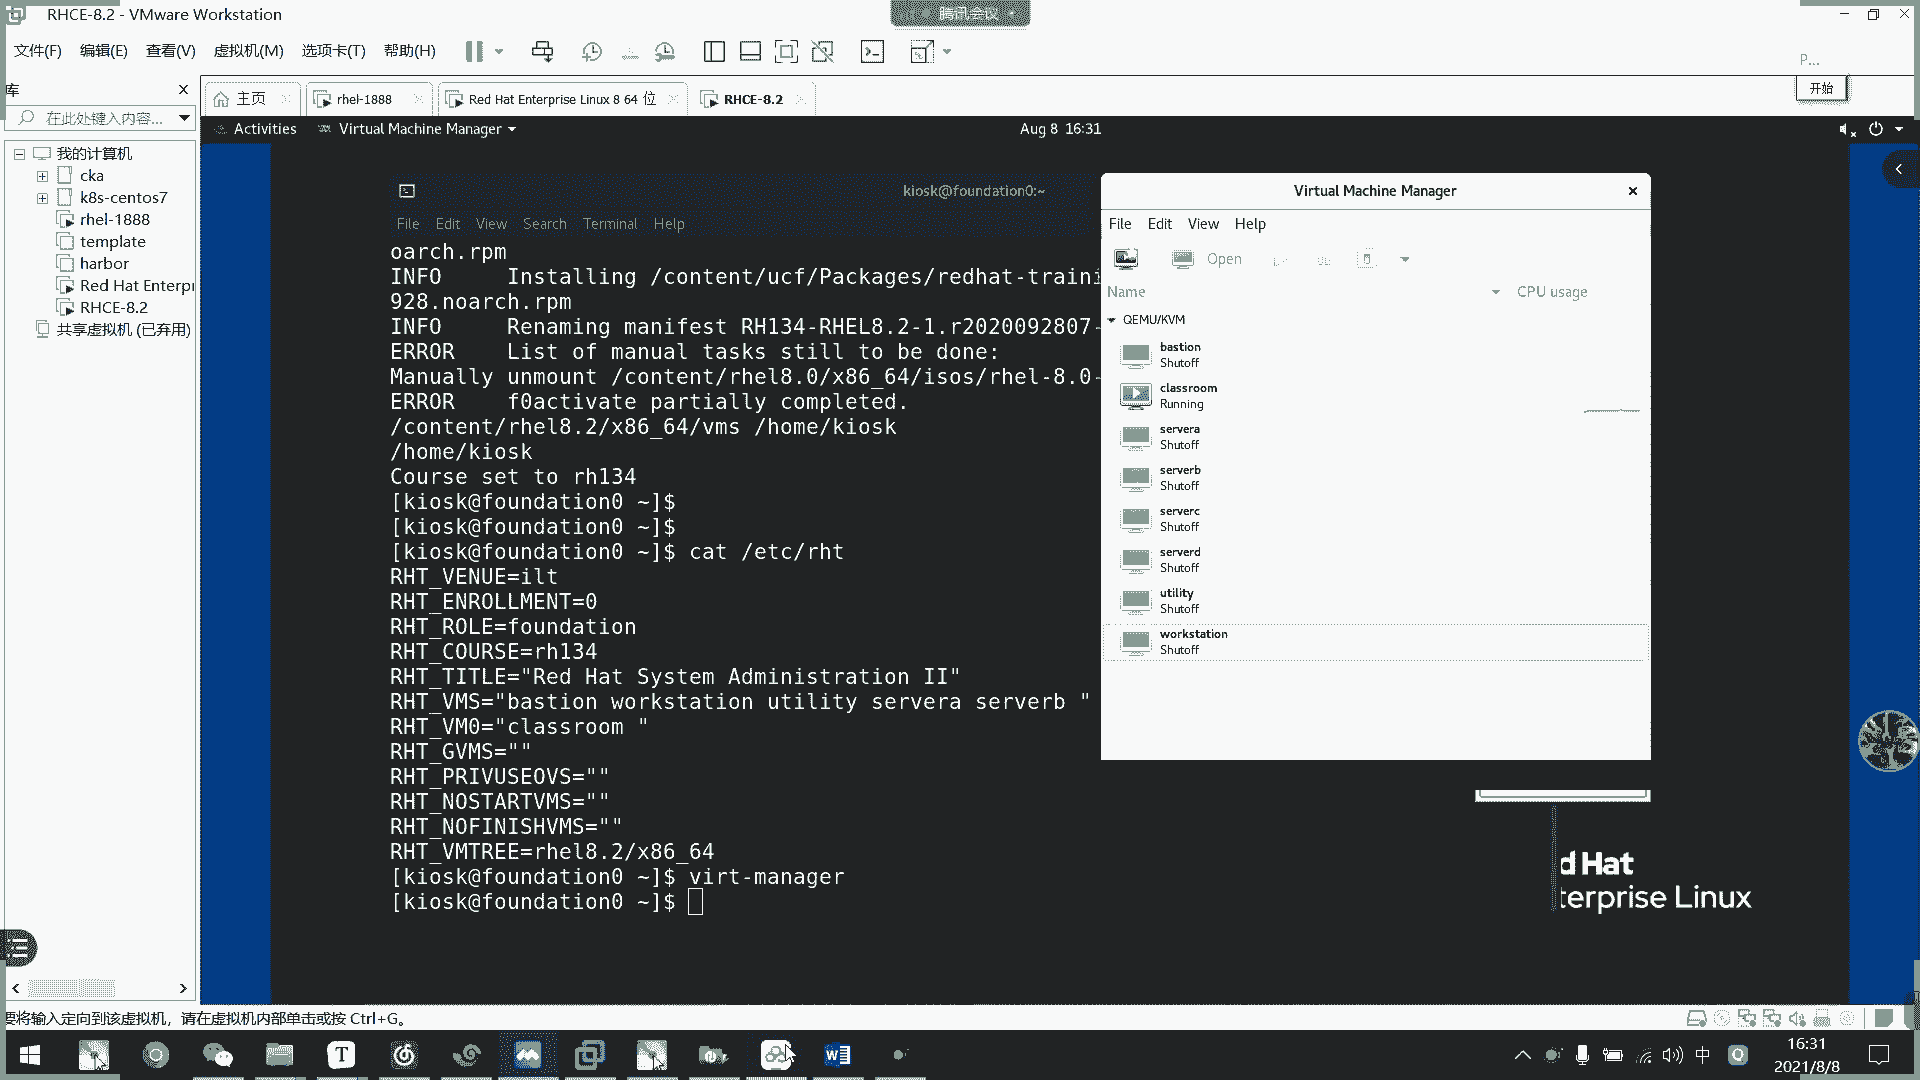 RHCE-8.2 - VMware Workstation
腾讯会议
文件(F) 编辑(E) 查看(V) 虚拟机(M) 选项卡(T) 帮助(H)
P...
开始
库
在此处键入内容...
主页
rhel-1888
Red Hat Enterprise Linux 8 64 位
RHCE-8.2
Activities
Virtual Machine Manager
Aug 8 16:31
我的计算机
cka
k8s-centos7
rhel-1888
template
harbor
Red Hat Enterpr
RHCE-8.2
共享虚拟机 (已弃用)
kiosk@foundation0:~
File Edit View Search Terminal Help
oarch.rpm
INFO Installing /content/ucf/Packages/redhat-traini
928.noarch.rpm
INFO Renaming manifest RH134-RHEL8.2-1.r2020092807-
ERROR List of manual tasks still to be done:
Manually unmount /content/rhel8.0/x86_64/isos/rhel-8.0-
ERROR f0activate partially completed.
/content/rhel8.2/x86_64/vms /home/kiosk
/home/kiosk
Course set to rh134
[kiosk@foundation0 ~]$
[kiosk@foundation0 ~]$
[kiosk@foundation0 ~]$ cat /etc/rht
RHT_VENUE=ilt
RHT_ENROLLMENT=0
RHT_ROLE=foundation
RHT_COURSE=rh134
RHT_TITLE="Red Hat System Administration II"
RHT_VMS="bastion workstation utility servera serverb "
RHT_VM0="classroom "
RHT_GVMS=""
RHT_PRIVUSEOVS=""
RHT_NOSTARTVMS=""
RHT_NOFINISHVMS=""
RHT_VMTREE=rhel8.2/x86_64
[kiosk@foundation0 ~]$ virt-manager
[kiosk@foundation0 ~]$
Virtual Machine Manager
File Edit View Help
Open
Name
CPU usage
QEMU/KVM
bastion
Shutoff
classroom
Running
servera
Shutoff
serverb
Shutoff
serverc
Shutoff
serverd
Shutoff
utility
Shutoff
workstation
Shutoff
d Hat
terprise Linux
要将输入定向到该虚拟机，请在虚拟机内部单击或按 Ctrl+G。
中
16:31
2021/8/8